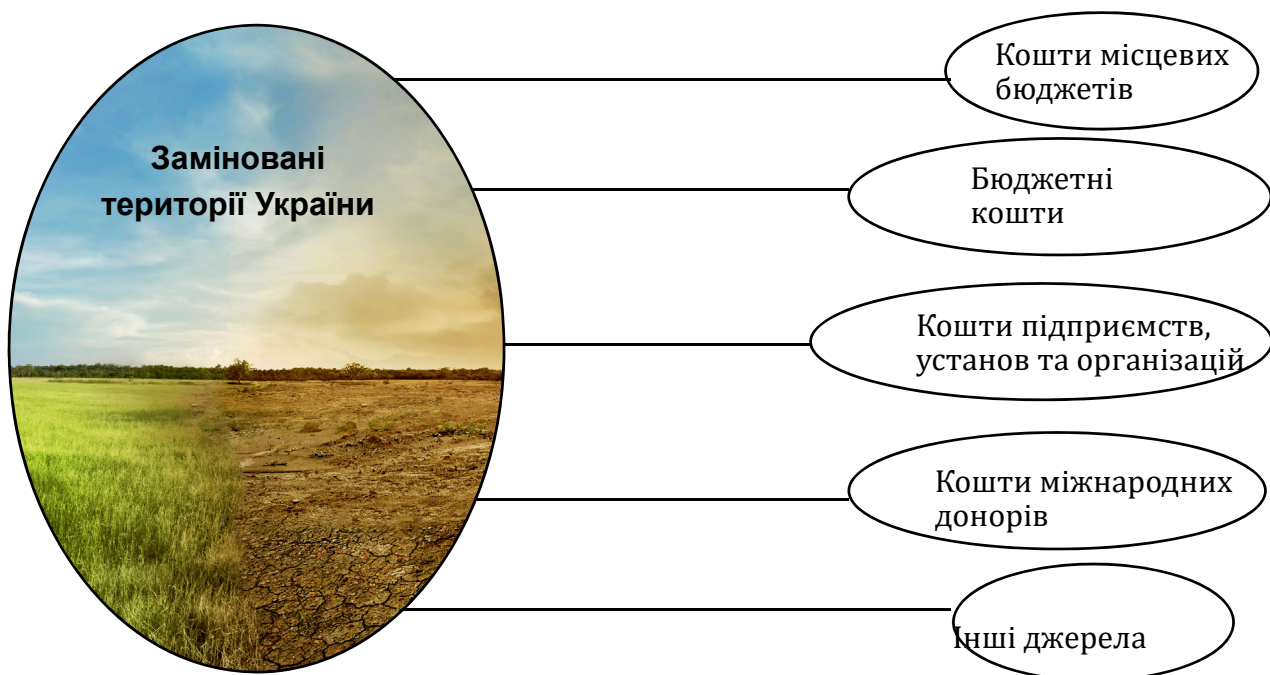 Заміновані
території України
Кошти місцевих
бюджетів
Бюджетні
кошти
Кошти підприємств,
установ та організацій
Кошти міжнародних
донорів
Інші джерела